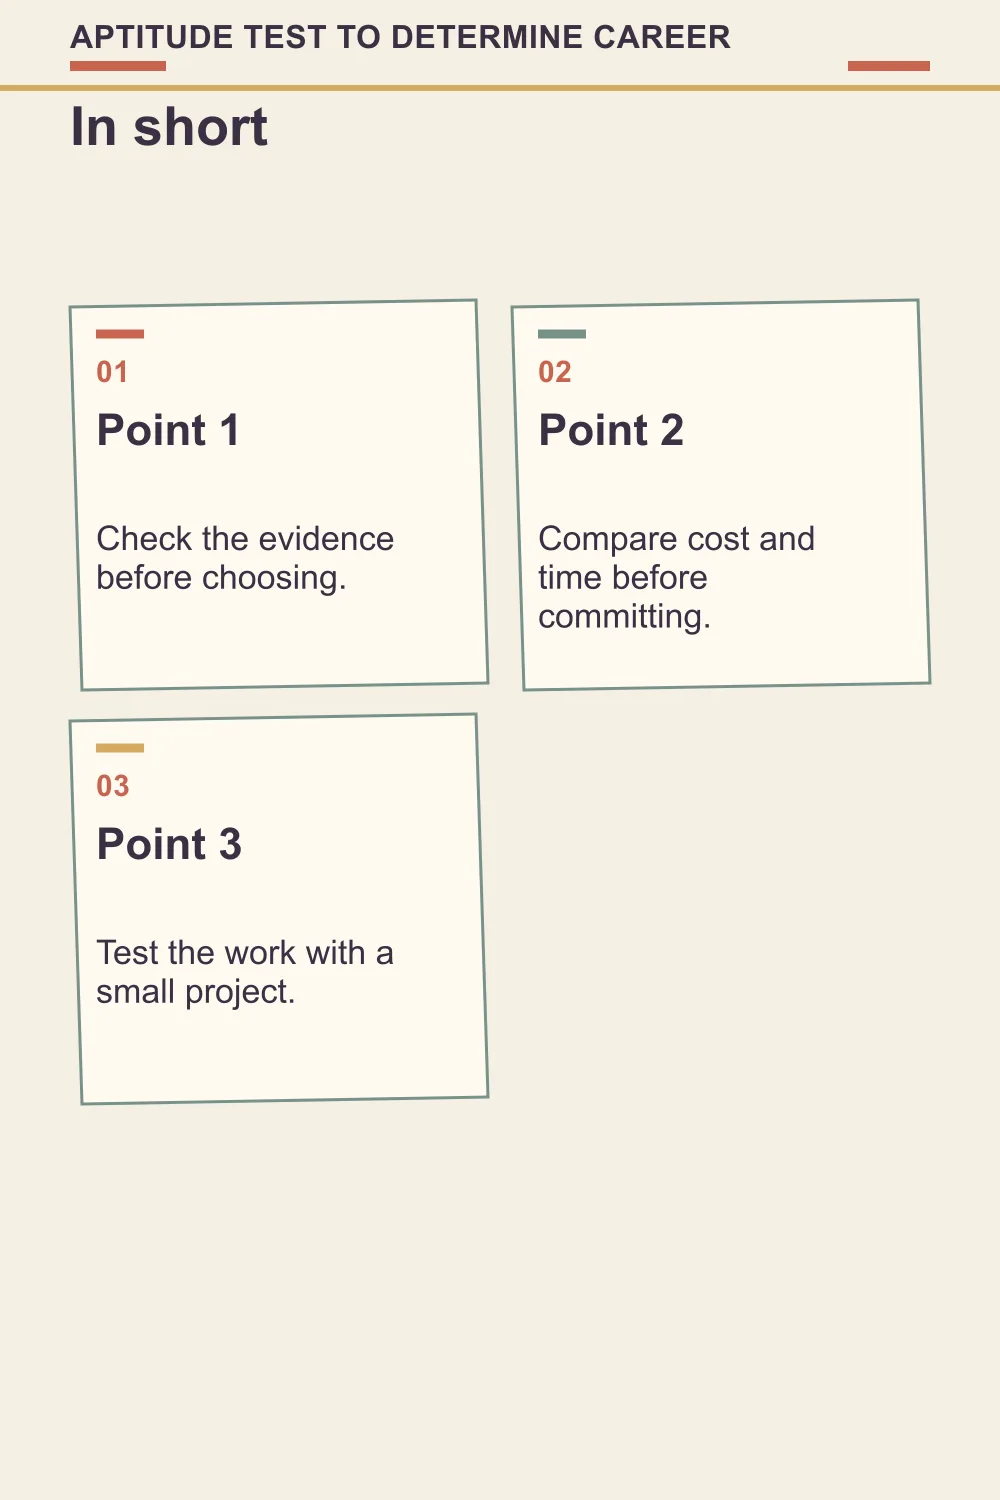 APTITUDE TEST TO DETERMINE CAREER
In short
01
Point 1
Check the evidence
before choosing.
02
Point 2
Compare cost and
time before
committing.
03
Point 3
Test the work with a
small project.